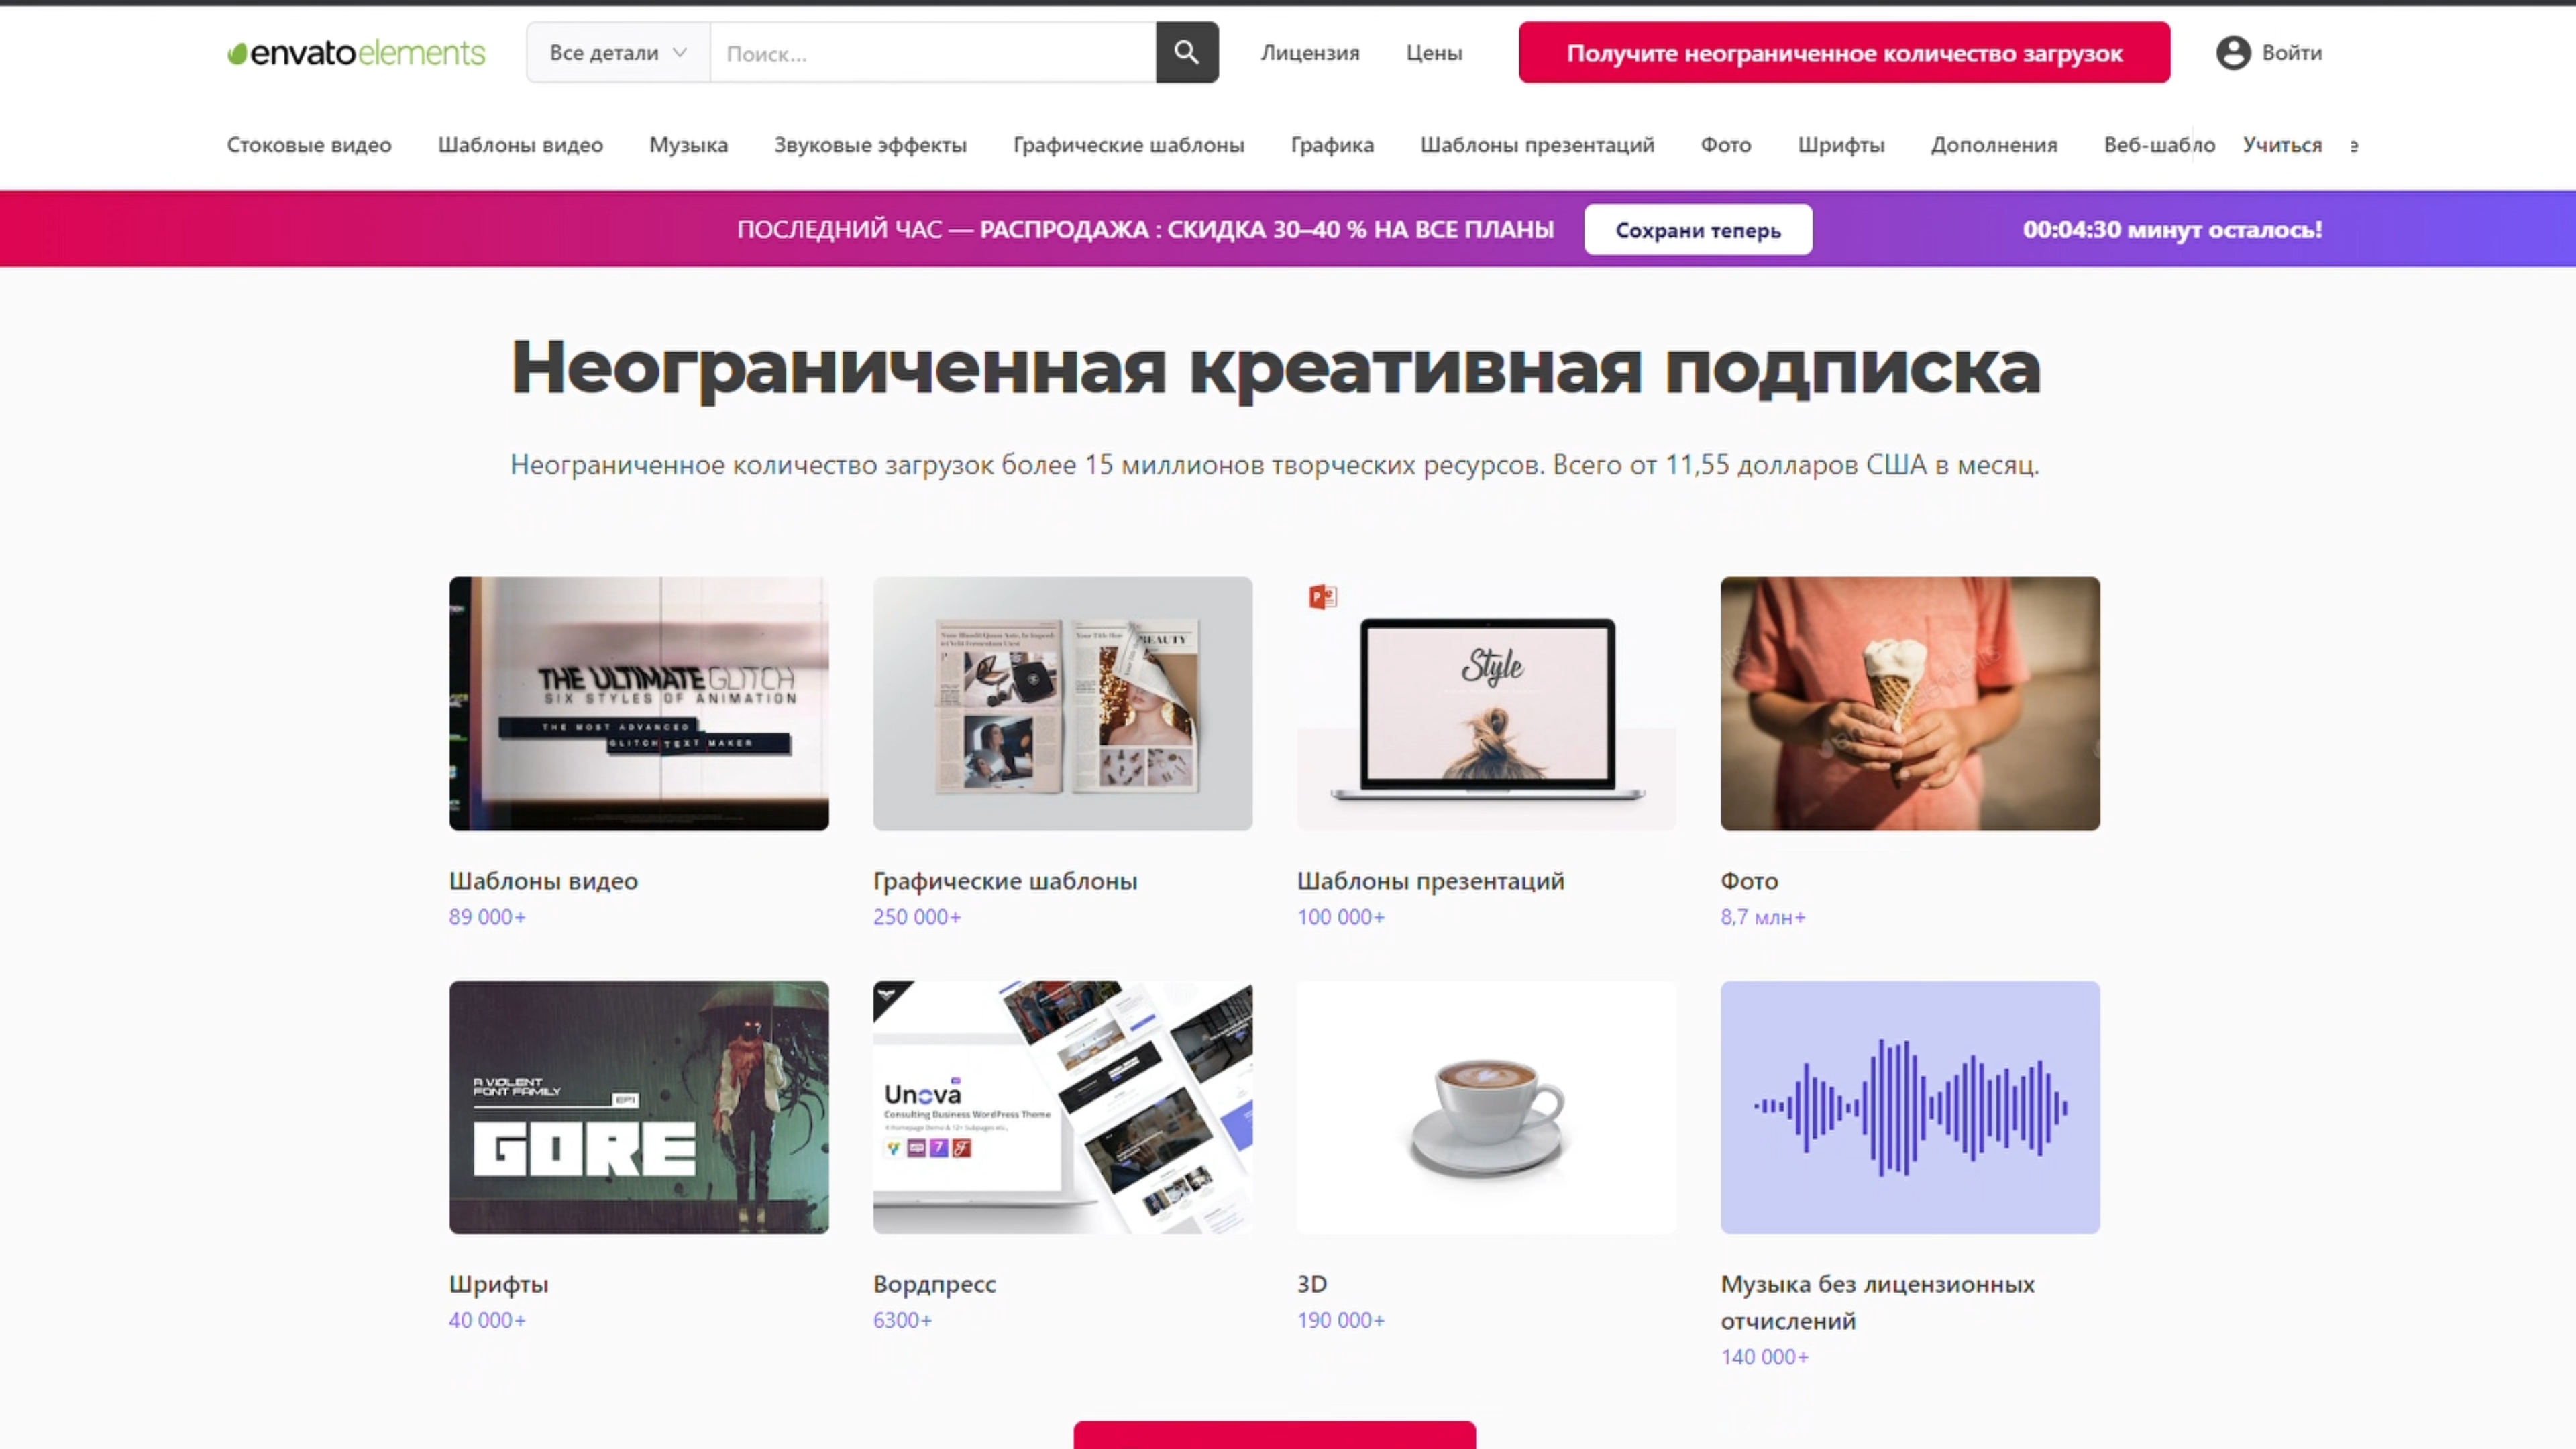 envatoelements
Все детали
Поиск...
Лицензия
Цены
Получите неограниченное количество загрузок
Войти
Стоковые видео
Шаблоны видео
Музыка
Звуковые эффекты
Графические шаблоны
Графика
Шаблоны презентаций
Фото
Шрифты
Дополнения
Веб-шабло
Учиться
е
ПОСЛЕДНИЙ ЧАС — РАСПРОДАЖА : СКИДКА 30–40 % НА ВСЕ ПЛАНЫ
Сохрани теперь
00:04:30 минут осталось!
Неограниченная креативная подписка
Неограниченное количество загрузок более 15 миллионов творческих ресурсов. Всего от 11,55 долларов США в месяц.
THE ULTIMATE GLITCH
SIX STYLES OF ANIMATION
THE MOST ADVANCED
GLITCH TEXT MAKER
BEAUTY
Style
Шаблоны видео
89 000+
Графические шаблоны
250 000+
Шаблоны презентаций
100 000+
Фото
8,7 млн+
A VIOLENT
FONT FAMILY
GORE
Unova
Consulting Business WordPress Theme
Шрифты
40 000+
Вордпресс
6300+
3D
190 000+
Музыка без лицензионных
отчислений
140 000+